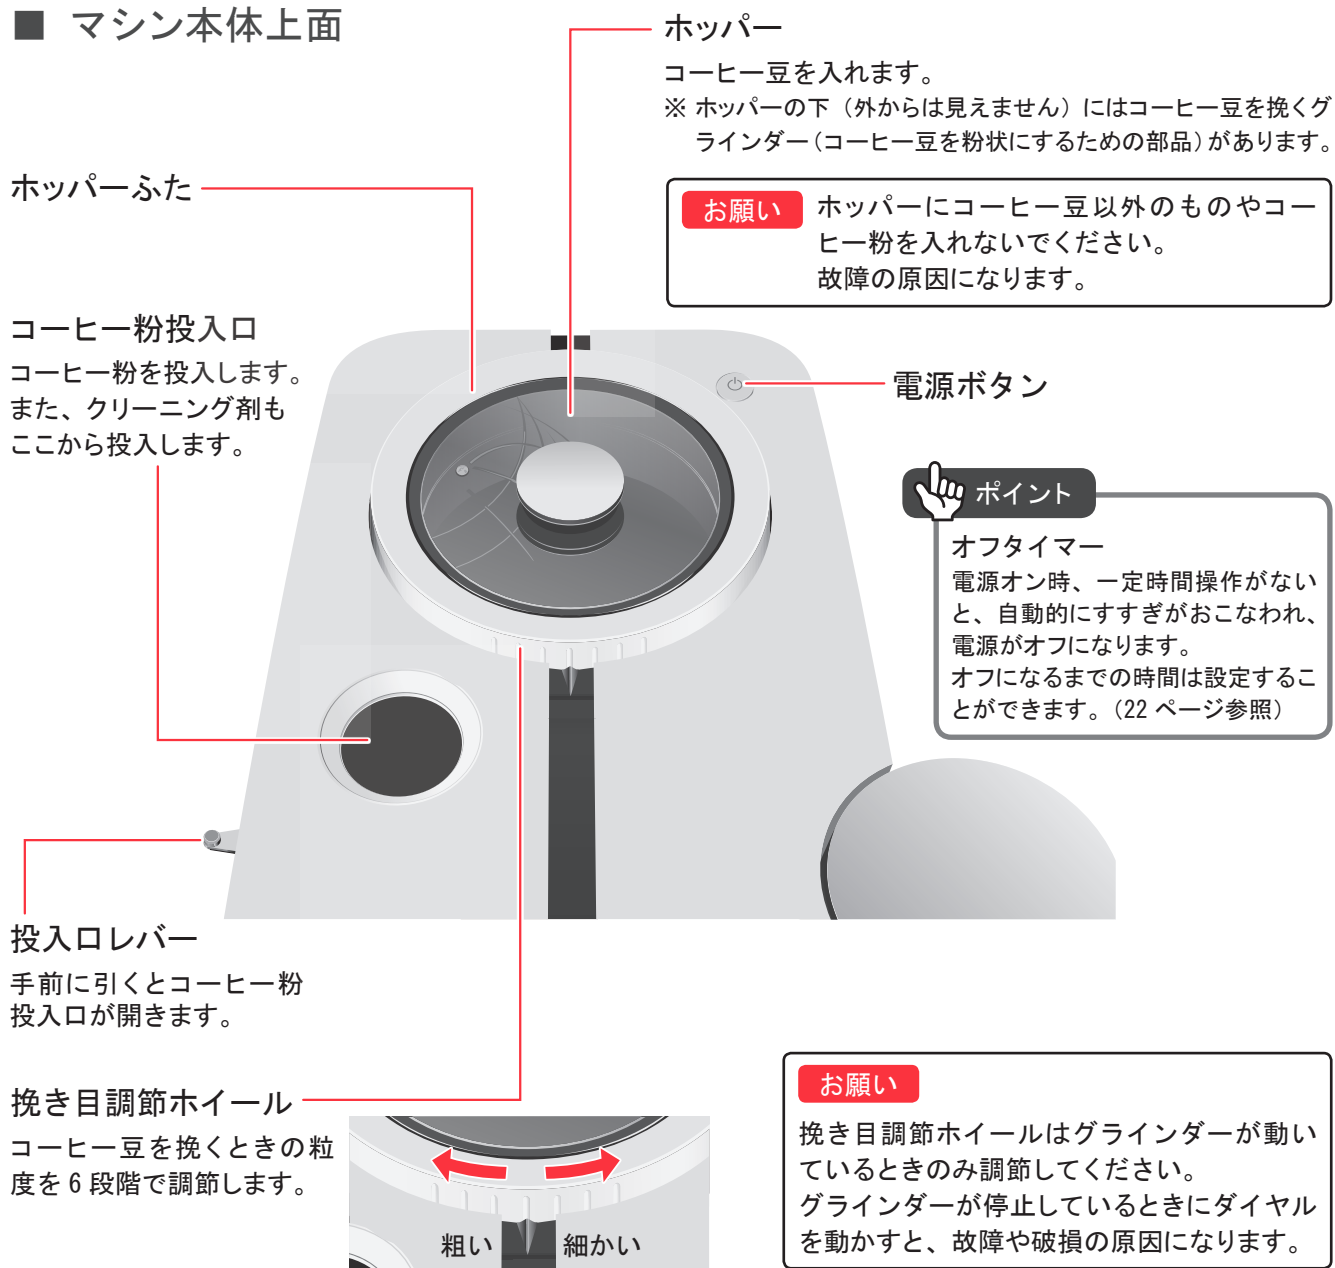 ■ マシン本体上面
ホッパー
コーヒー豆を入れます。
※ ホッパーの下（外からは見えません）にはコーヒー豆を挽くグ
ラインダー（コーヒー豆を粉状にするための部品）があります。
ホッパーふた
お願い ホッパーにコーヒー豆以外のものやコー
ヒー粉を入れないでください。
故障の原因になります。
コーヒー粉投入口
コーヒー粉を投入します。
また、クリーニング剤も
ここから投入します。
電源ボタン
ポイント
オフタイマー
電源オン時、一定時間操作がない
と、自動的にすすぎがおこなわれ、
電源がオフになります。
オフになるまでの時間は設定するこ
とができます。（22 ページ参照）
投入口レバー
手前に引くとコーヒー粉
投入口が開きます。
挽き目調節ホイール
コーヒー豆を挽くときの粒
度を 6 段階で調節します。
粗い 細かい
お願い
挽き目調節ホイールはグラインダーが動い
ているときのみ調節してください。
グラインダーが停止しているときにダイヤル
を動かすと、故障や破損の原因になります。